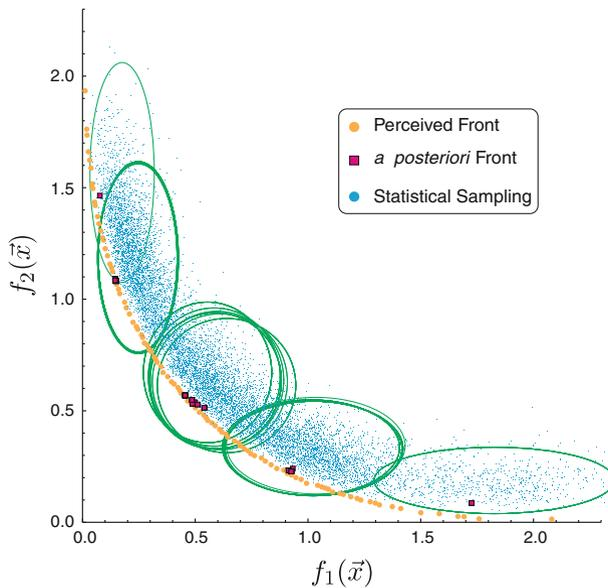 2.0
1.5
1.0
0.5
0.0
f₂(x⃗)
Perceived Front
a posteriori Front
Statistical Sampling
0.0 0.5 1.0 1.5 2.0
f₁(x⃗)